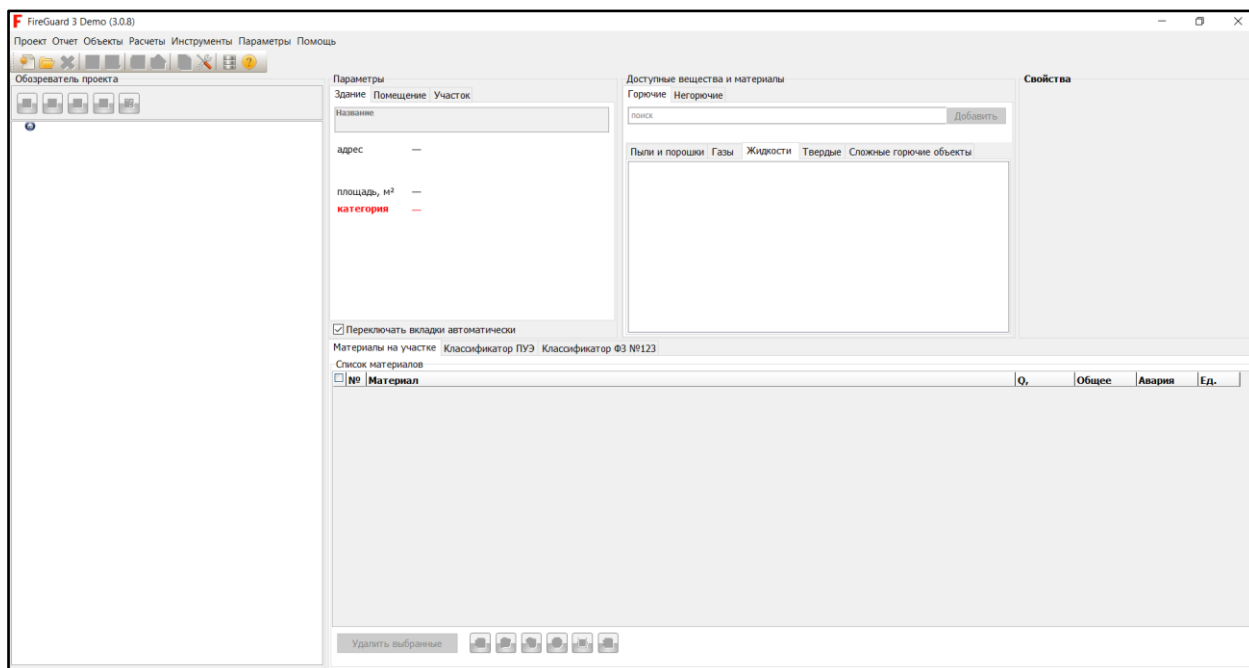 FireGuard 3 Demo (3.0.8)
Проект Отчет Объекты Расчеты Инструменты Параметры Помощь
Обозреватель проекта
Параметры
Здание Помещение Участок
Название
адрес —
площадь, м² —
категория —
Переключать вкладки автоматически
Доступные вещества и материалы
Горючие Негорючие
поиск Добавить
Пыли и порошки Газы Жидкости Твердые Сложные горючие объекты
Свойства
Материалы на участке Классификатор ПУЭ Классификатор ФЗ №123
Список материалов
№ Материал Q, Общее Авария Ед.
Удалить выбранные